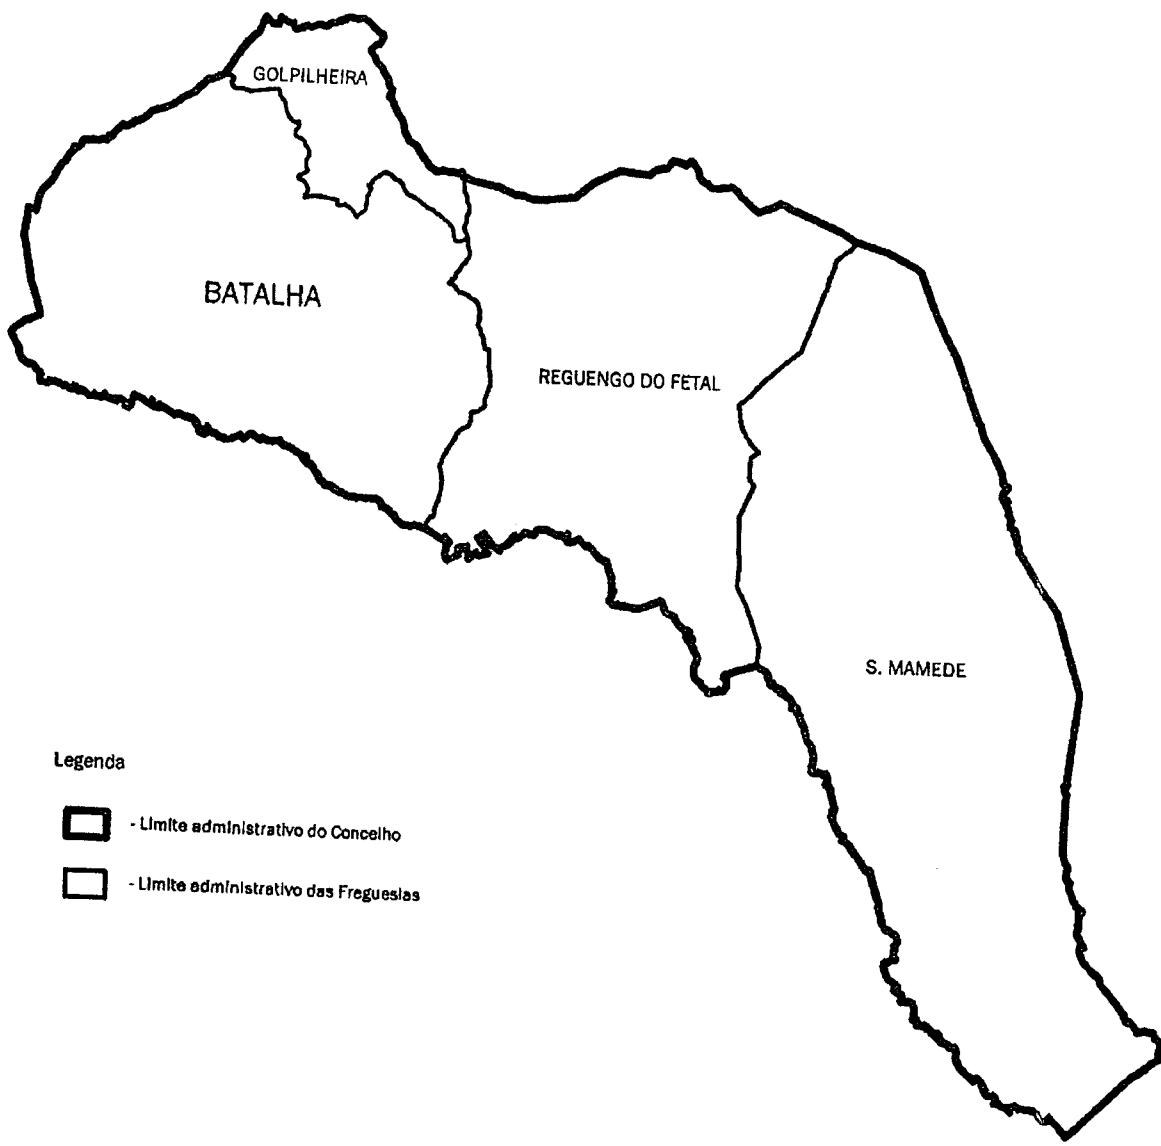 GOLPILHEIRA
BATALHA
REGUENGO DO FETAL
S. MAMEDE
Legenda
- Limite administrativo do Concelho
- Limite administrativo das Freguesias